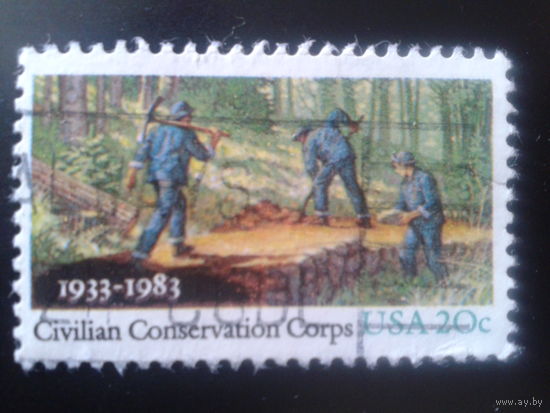 1933-1983
Civilian Conservation Corps USA 20c
www.ay.by